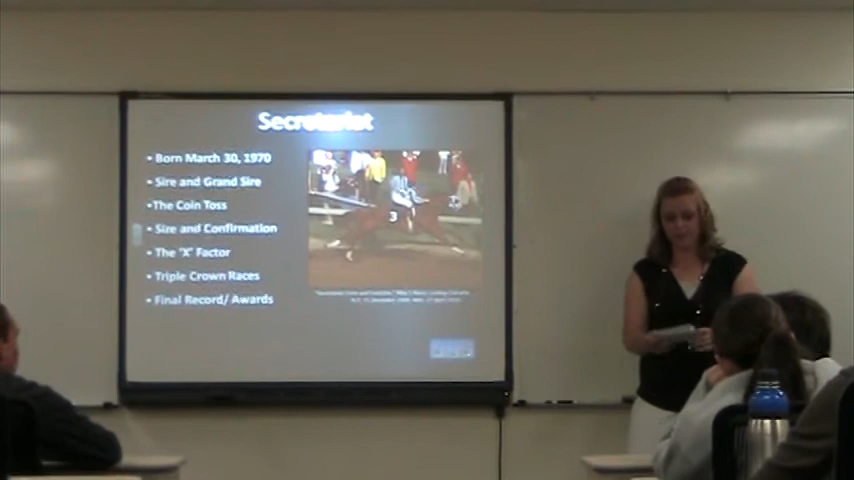 Secretariat
• Born March 30, 1970
• Sire and Grand Sire
• The Coin Toss
• Size and Confirmation
• The "X" Factor
• Triple Crown Races
• Final Record/ Awards
3